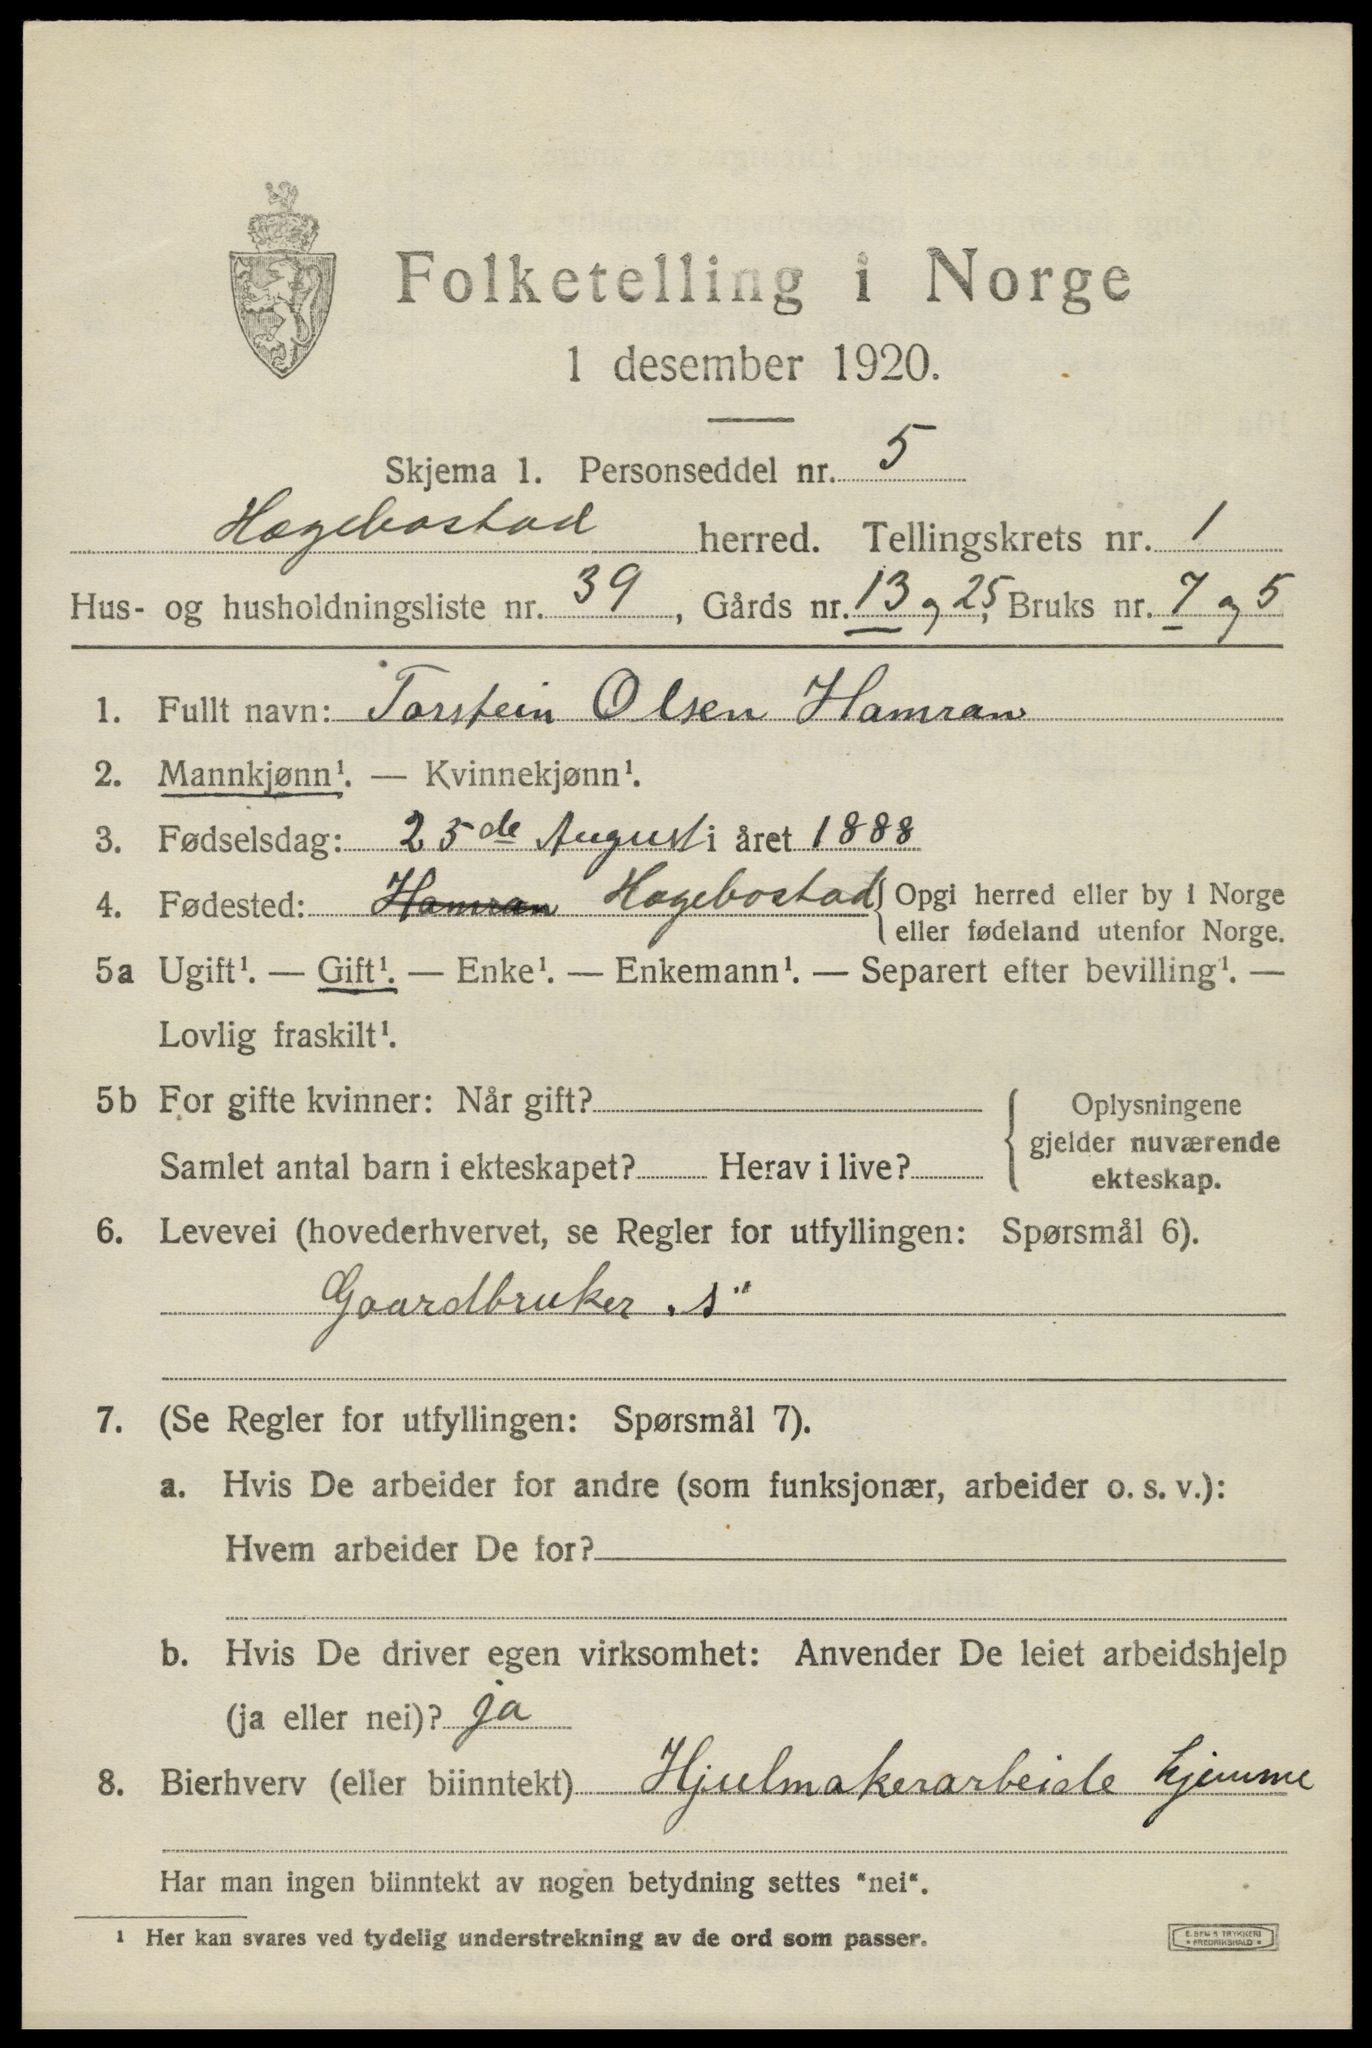 Folketelling i Norge
1 desember 1920.
Skjema 1. Personseddel nr. 5
Hægebostad herred. Tellingskrets nr. 1
Hus- og husholdningsliste nr. 39, Gårds nr. 13 og 25, Bruks nr. 7 og 5
1. Fullt navn: Torstein Olsen Hamran
2. Mannkjønn¹. — Kvinnekjønn¹.
3. Fødselsdag: 25de August i året 1888
4. Fødested: Hamran Hægebostad { Opgi herred eller by i Norge
eller fødeland utenfor Norge.
5a Ugift¹. — Gift¹. — Enke¹. — Enkemann¹. — Separert efter bevilling¹. —
Lovlig fraskilt¹.
5b For gifte kvinner: Når gift?
Samlet antal barn i ekteskapet? Herav i live?
{ Oplysningene
gjelder nuværende
ekteskap.
6. Levevei (hovederhvervet, se Regler for utfyllingen: Spørsmål 6).
Gaardbruker „s"
7. (Se Regler for utfyllingen: Spørsmål 7).
a. Hvis De arbeider for andre (som funksjonær, arbeider o. s. v.):
Hvem arbeider De for?
b. Hvis De driver egen virksomhet: Anvender De leiet arbeidshjelp
(ja eller nei)? ja
8. Bierhverv (eller biinntekt) Hjulmakerarbeide hjemme
Har man ingen biinntekt av nogen betydning settes "nei".
¹ Her kan svares ved tydelig understrekning av de ord som passer.
E. SEM'S TRYKKERI
* FREDRIKSHALD *